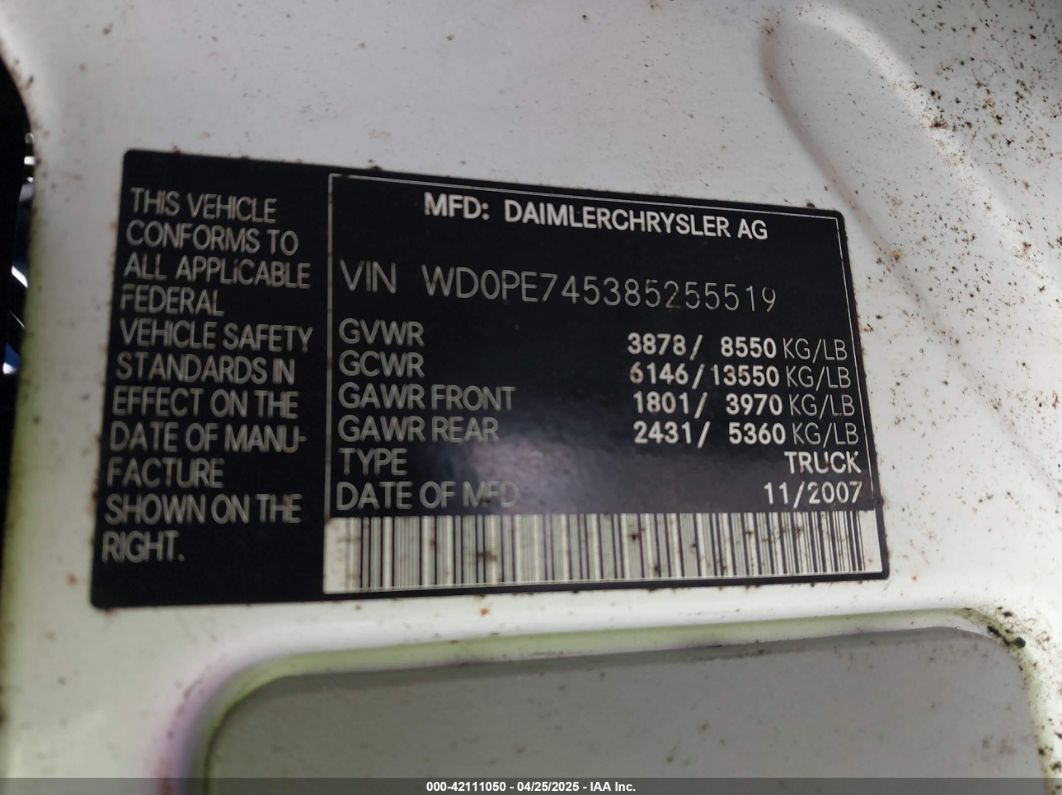 THIS VEHICLE
CONFORMS TO
ALL APPLICABLE
FEDERAL
VEHICLE SAFETY
STANDARDS IN
EFFECT ON THE
DATE OF MANU-
FACTURE
SHOWN ON THE
RIGHT.
MFD: DAIMLERCHRYSLER AG
VIN WD0PE745385255519
GVWR 3878/ 8550 KG/LB
GCWR 6146/13550 KG/LB
GAWR FRONT 1801/ 3970 KG/LB
GAWR REAR 2431/ 5360 KG/LB
TYPE TRUCK
DATE OF MFD 11/2007
000-42111050 - 04/25/2025 - IAA Inc.